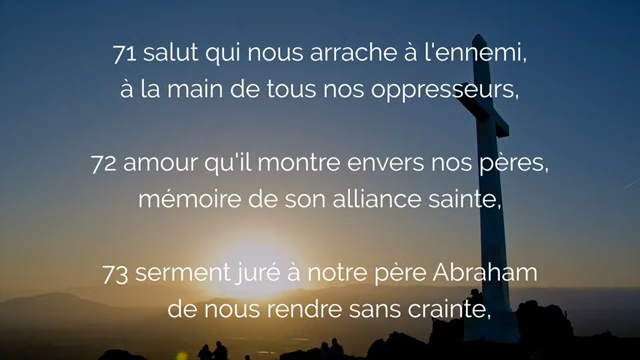 71 salut qui nous arrache à l'ennemi,
à la main de tous nos oppresseurs,
72 amour qu'il montre envers nos pères,
mémoire de son alliance sainte,
73 serment juré à notre père Abraham
de nous rendre sans crainte,